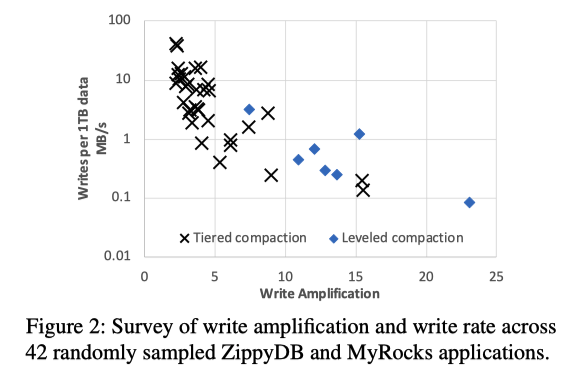 100
10
1
0.1
0.01
Writes per 1TB data
MB/s
Tiered compaction
Leveled compaction
0 5 10 15 20 25
Write Amplification
Figure 2: Survey of write amplification and write rate across
42 randomly sampled ZippyDB and MyRocks applications.